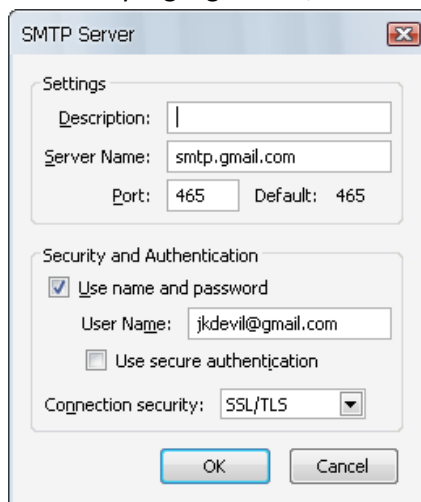 SMTP Server
Settings
Description:
Server Name: smtp.gmail.com
Port: 465 Default: 465
Security and Authentication
Use name and password
User Name: jkdevil@gmail.com
Use secure authentication
Connection security: SSL/TLS
OK Cancel